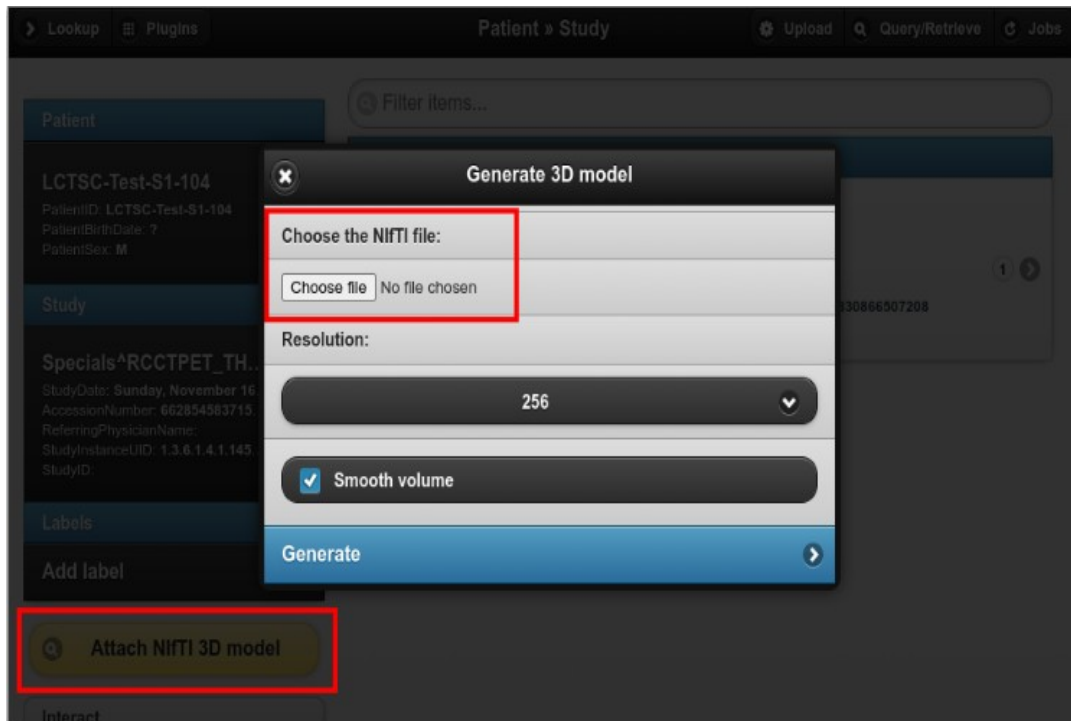 Lookup
Plugins
Patient » Study
Upload
Query/Retrieve
Jobs
Filter items...
Patient
LCTSC-Test-S1-104
PatientID: LCTSC-Test-S1-104
PatientBirthDate: ?
PatientSex: M
Study
Specials^RCCTPET_TH...
StudyDate: Sunday, November 16
AccessionNumber: 662854583715.
ReferringPhysicianName:
StudyInstanceUID: 1.3.6.1.4.1.145.
StudyID:
Labels
Add label
Attach NIfTI 3D model
Interact
Generate 3D model
Choose the NIfTI file:
Choose file No file chosen
Resolution:
256
Smooth volume
Generate
1
130866507208